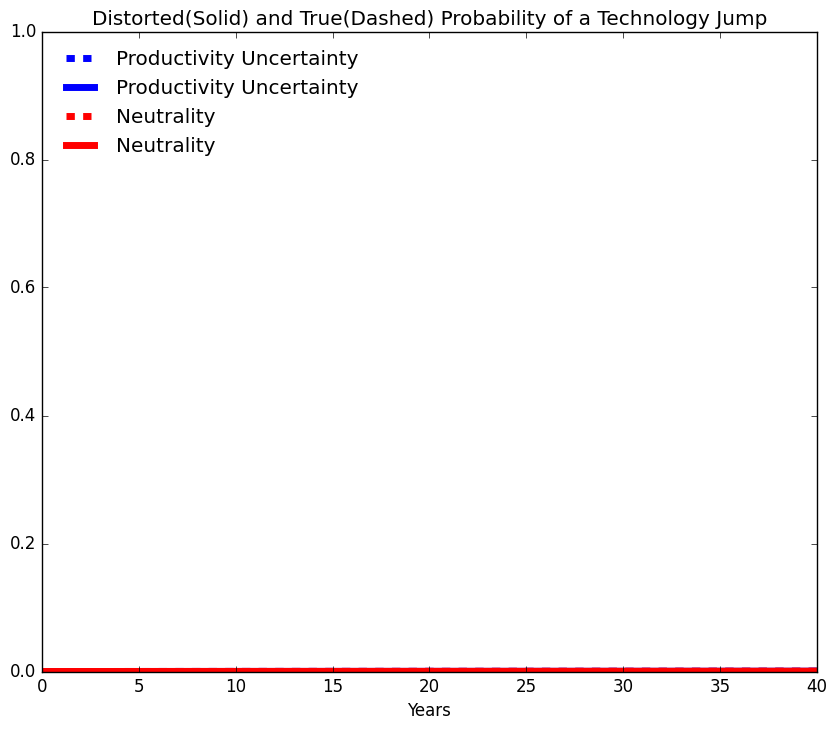 Distorted(Solid) and True(Dashed) Probability of a Technology Jump
1.0
Productivity Uncertainty
Productivity Uncertainty
Neutrality
Neutrality
0.8
0.6
0.4
0.2
0.0
0 5 10 15 20 25 30 35 40
Years